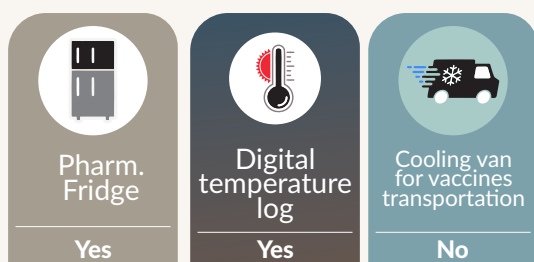 Pharm.
Fridge
Yes
Digital
temperature
log
Yes
Cooling van
for vaccines
transportation
No